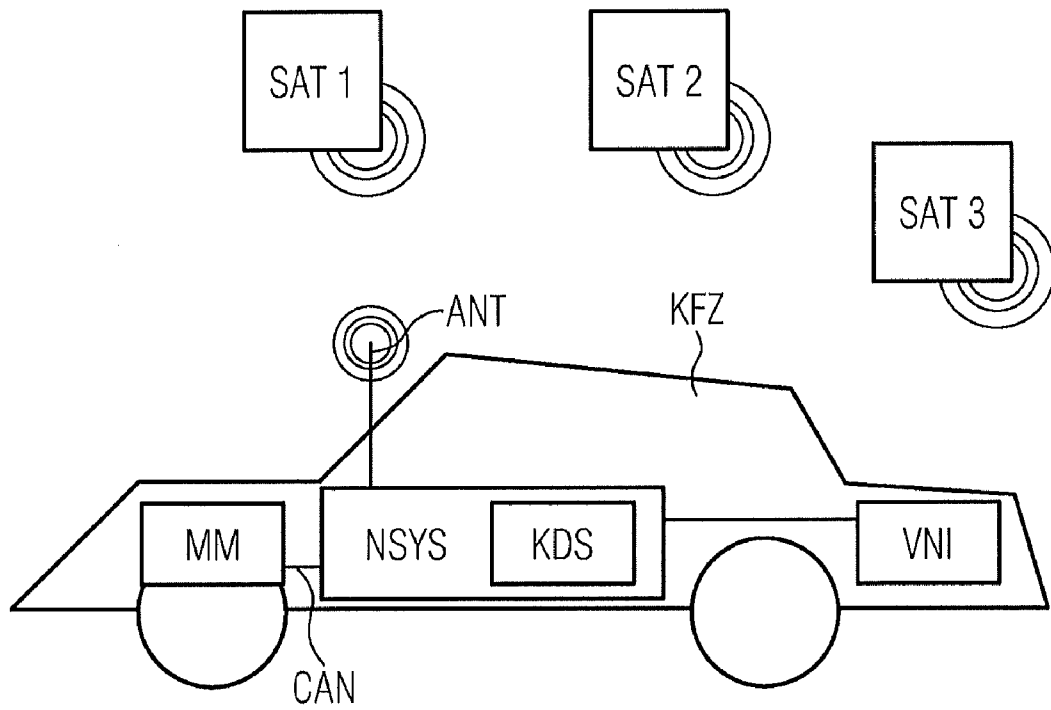 SAT 1
SAT 2
SAT 3
ANT
KFZ
MM
NSYS
KDS
VNI
CAN